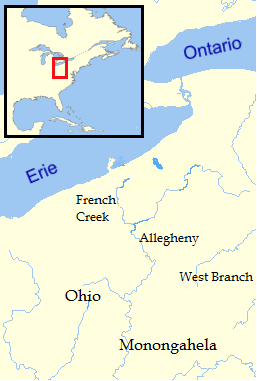 Ontario
Erie
French
Creek
Allegheny
West Branch
Ohio
Monongahela